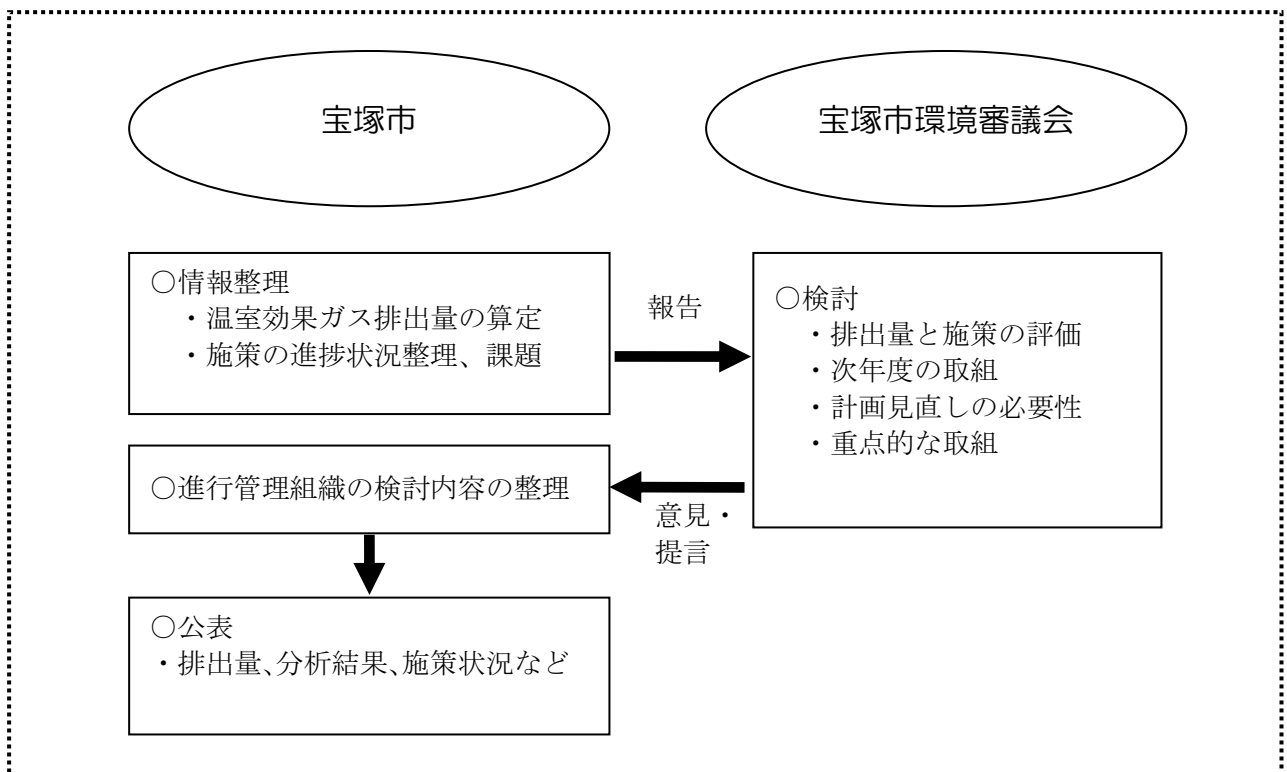 宝塚市
宝塚市環境審議会
○情報整理
・温室効果ガス排出量の算定
・施策の進捗状況整理、課題
報告
○検討
・排出量と施策の評価
・次年度の取組
・計画見直しの必要性
・重点的な取組
○進行管理組織の検討内容の整理
意見・
提言
○公表
・排出量、分析結果、施策状況など